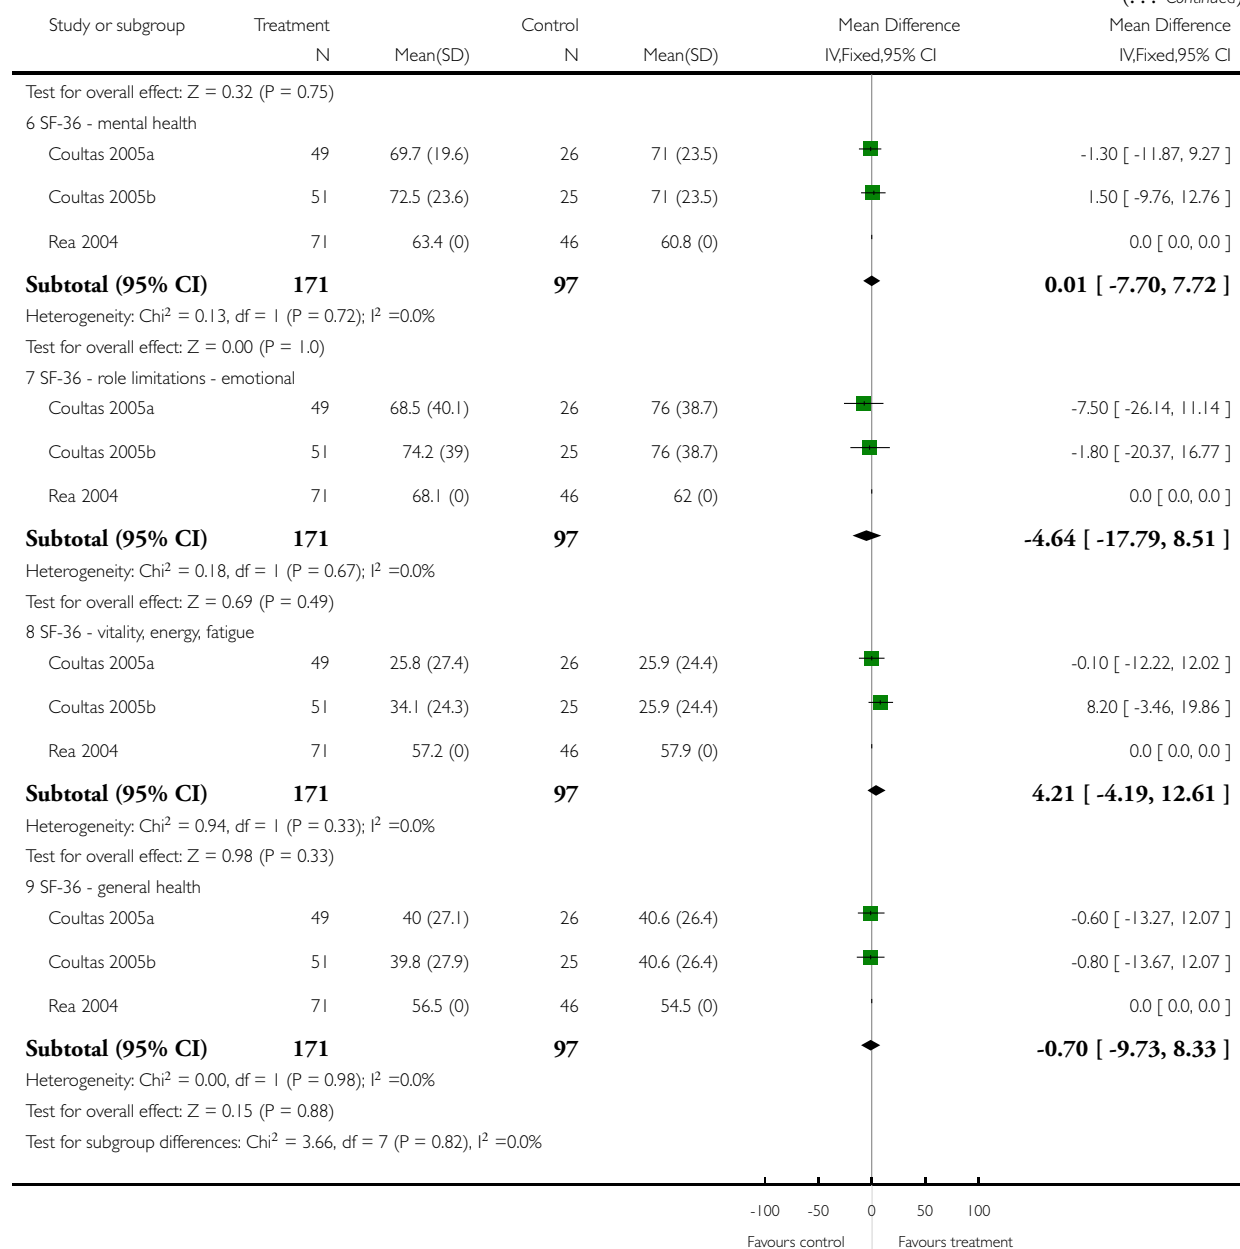 (. . . Continued)
Study or subgroup Treatment Control Mean Difference Mean Difference
N Mean(SD) N Mean(SD) IV,Fixed,95% CI IV,Fixed,95% CI
Test for overall effect: Z = 0.32 (P = 0.75)
6 SF-36 - mental health
Coultas 2005a 49 69.7 (19.6) 26 71 (23.5) -1.30 [ -11.87, 9.27 ]
Coultas 2005b 51 72.5 (23.6) 25 71 (23.5) 1.50 [ -9.76, 12.76 ]
Rea 2004 71 63.4 (0) 46 60.8 (0) 0.0 [ 0.0, 0.0 ]
Subtotal (95% CI) 171 97 0.01 [ -7.70, 7.72 ]
Heterogeneity: Chi² = 0.13, df = 1 (P = 0.72); I² =0.0%
Test for overall effect: Z = 0.00 (P = 1.0)
7 SF-36 - role limitations - emotional
Coultas 2005a 49 68.5 (40.1) 26 76 (38.7) -7.50 [ -26.14, 11.14 ]
Coultas 2005b 51 74.2 (39) 25 76 (38.7) -1.80 [ -20.37, 16.77 ]
Rea 2004 71 68.1 (0) 46 62 (0) 0.0 [ 0.0, 0.0 ]
Subtotal (95% CI) 171 97 -4.64 [ -17.79, 8.51 ]
Heterogeneity: Chi² = 0.18, df = 1 (P = 0.67); I² =0.0%
Test for overall effect: Z = 0.69 (P = 0.49)
8 SF-36 - vitality, energy, fatigue
Coultas 2005a 49 25.8 (27.4) 26 25.9 (24.4) -0.10 [ -12.22, 12.02 ]
Coultas 2005b 51 34.1 (24.3) 25 25.9 (24.4) 8.20 [ -3.46, 19.86 ]
Rea 2004 71 57.2 (0) 46 57.9 (0) 0.0 [ 0.0, 0.0 ]
Subtotal (95% CI) 171 97 4.21 [ -4.19, 12.61 ]
Heterogeneity: Chi² = 0.94, df = 1 (P = 0.33); I² =0.0%
Test for overall effect: Z = 0.98 (P = 0.33)
9 SF-36 - general health
Coultas 2005a 49 40 (27.1) 26 40.6 (26.4) -0.60 [ -13.27, 12.07 ]
Coultas 2005b 51 39.8 (27.9) 25 40.6 (26.4) -0.80 [ -13.67, 12.07 ]
Rea 2004 71 56.5 (0) 46 54.5 (0) 0.0 [ 0.0, 0.0 ]
Subtotal (95% CI) 171 97 -0.70 [ -9.73, 8.33 ]
Heterogeneity: Chi² = 0.00, df = 1 (P = 0.98); I² =0.0%
Test for overall effect: Z = 0.15 (P = 0.88)
Test for subgroup differences: Chi² = 3.66, df = 7 (P = 0.82), I² =0.0%
-100 -50 0 50 100
Favours control Favours treatment